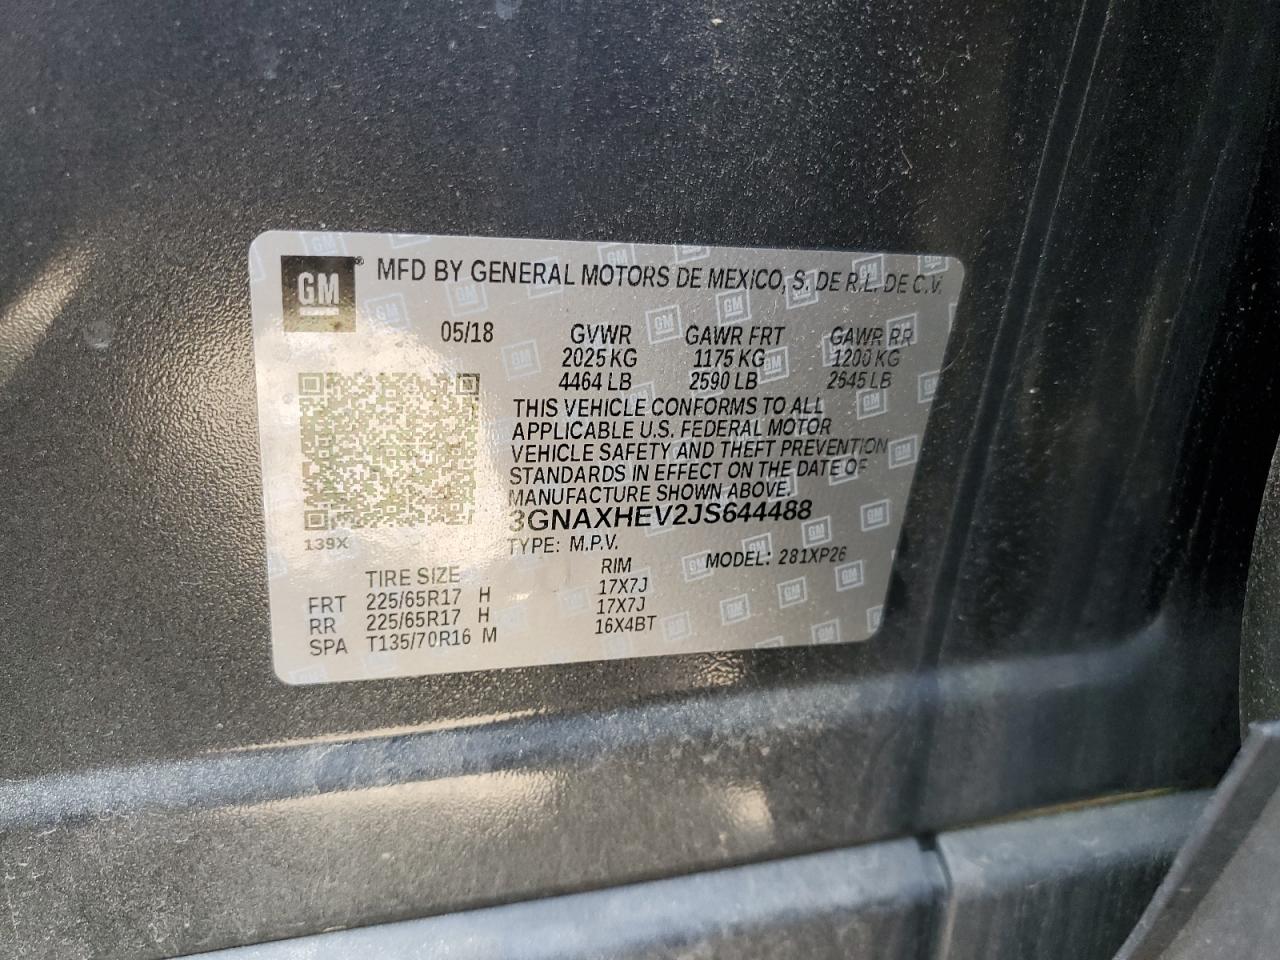 GM
MFD BY GENERAL MOTORS DE MEXICO, S. DE R.L. DE C.V.
05/18 GVWR GAWR FRT GAWR RR
2025 KG 1175 KG 1200 KG
4464 LB 2590 LB 2645 LB
THIS VEHICLE CONFORMS TO ALL
APPLICABLE U.S. FEDERAL MOTOR
VEHICLE SAFETY AND THEFT PREVENTION
STANDARDS IN EFFECT ON THE DATE OF
MANUFACTURE SHOWN ABOVE.
3GNAXHEV2JS644488
139X
TYPE: M.P.V. MODEL: 281XP26
TIRE SIZE RIM
FRT 225/65R17 H 17X7J
RR 225/65R17 H 17X7J
SPA T135/70R16 M 16X4BT